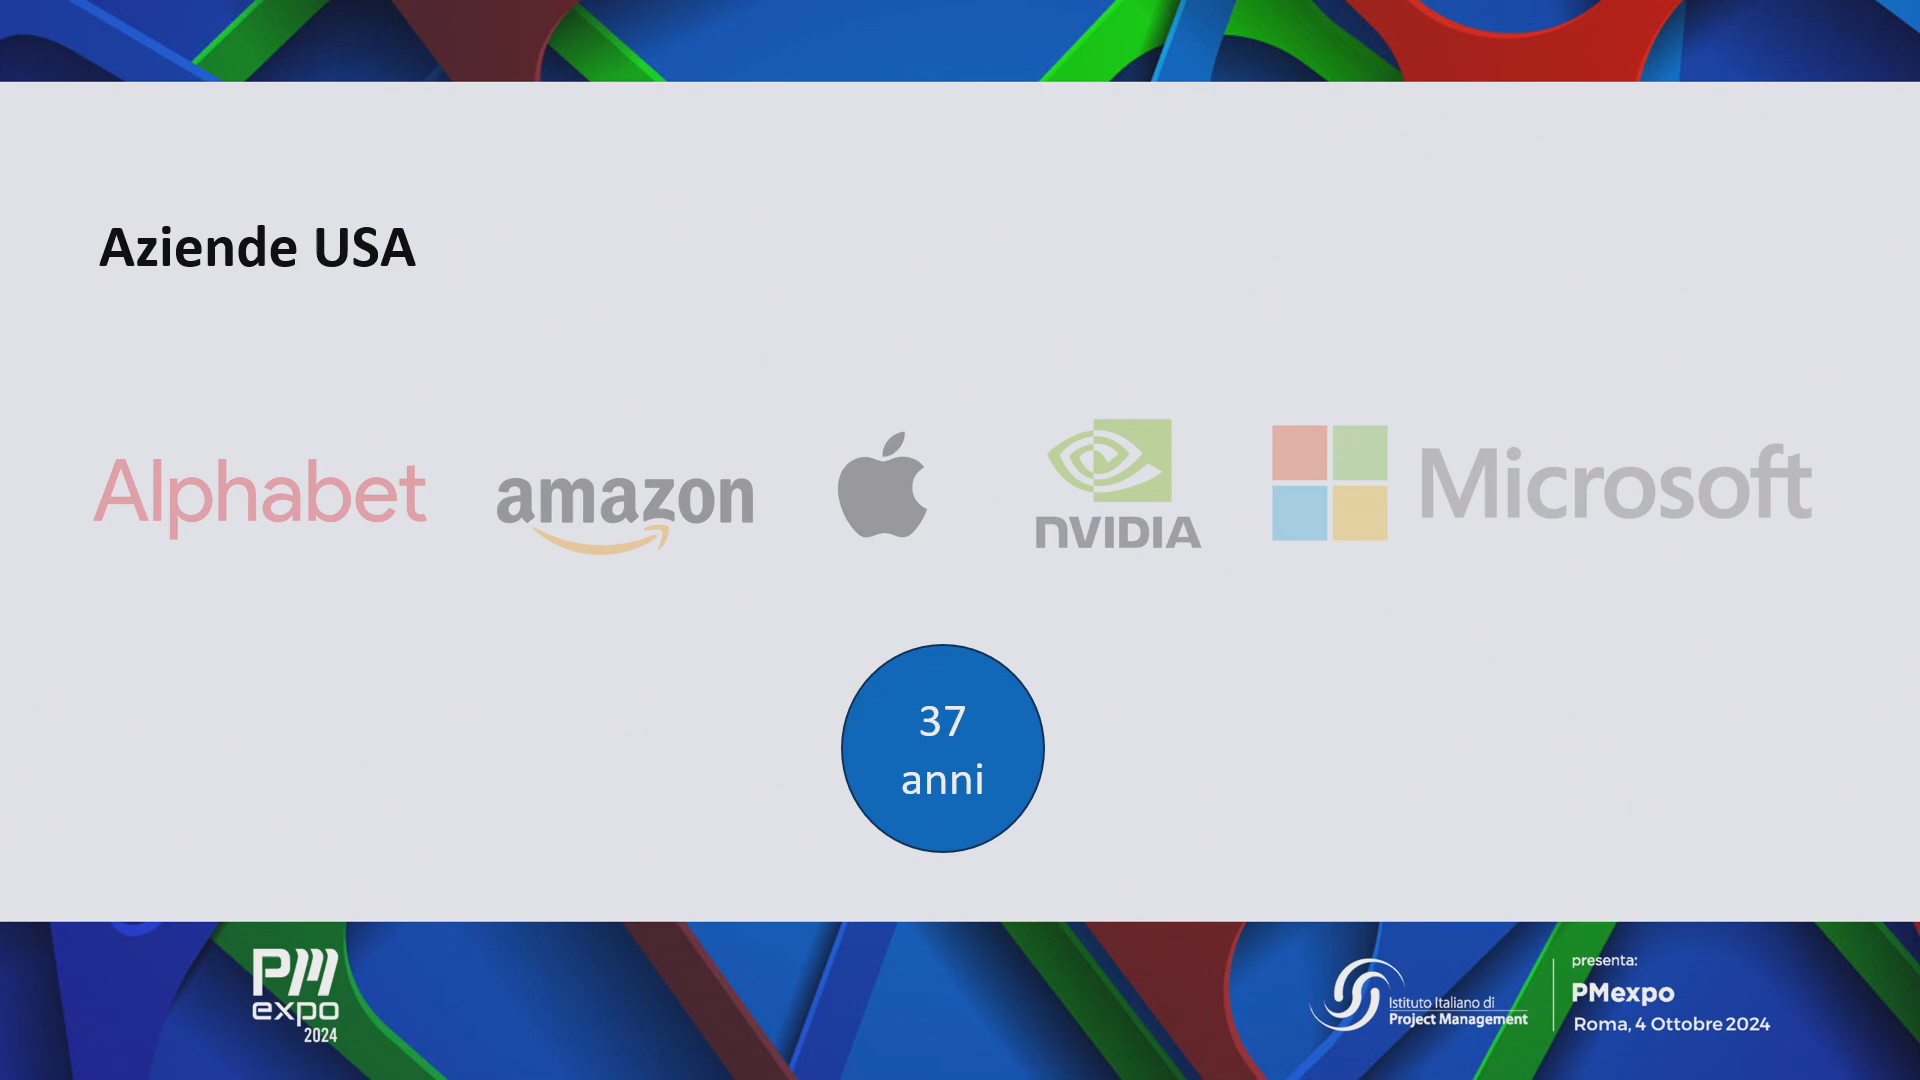 Aziende USA
Alphabet
amazon
NVIDIA
Microsoft
37
anni
PM
expo
2024
Istituto Italiano di
Project Management
presenta:
PMexpo
Roma, 4 Ottobre 2024